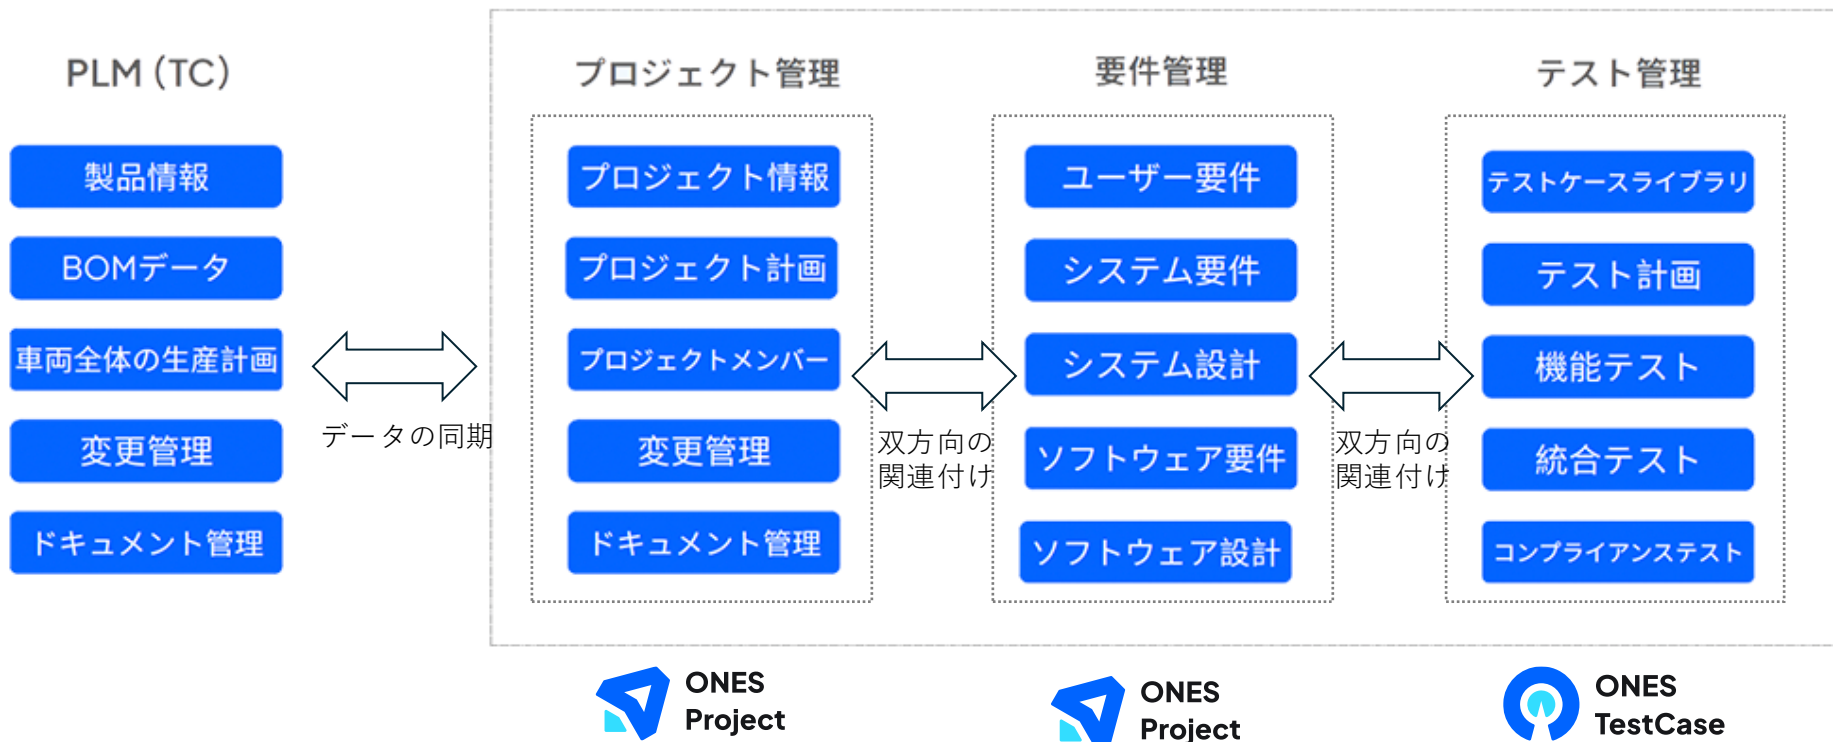 PLM (TC)
製品情報
BOMデータ
車両全体の生産計画
変更管理
ドキュメント管理
データの同期
プロジェクト管理
プロジェクト情報
プロジェクト計画
プロジェクトメンバー
変更管理
ドキュメント管理
双方向の
関連付け
要件管理
ユーザー要件
システム要件
システム設計
ソフトウェア要件
ソフトウェア設計
双方向の
関連付け
テスト管理
テストケースライブラリ
テスト計画
機能テスト
統合テスト
コンプライアンステスト
ONES
Project
ONES
Project
ONES
TestCase